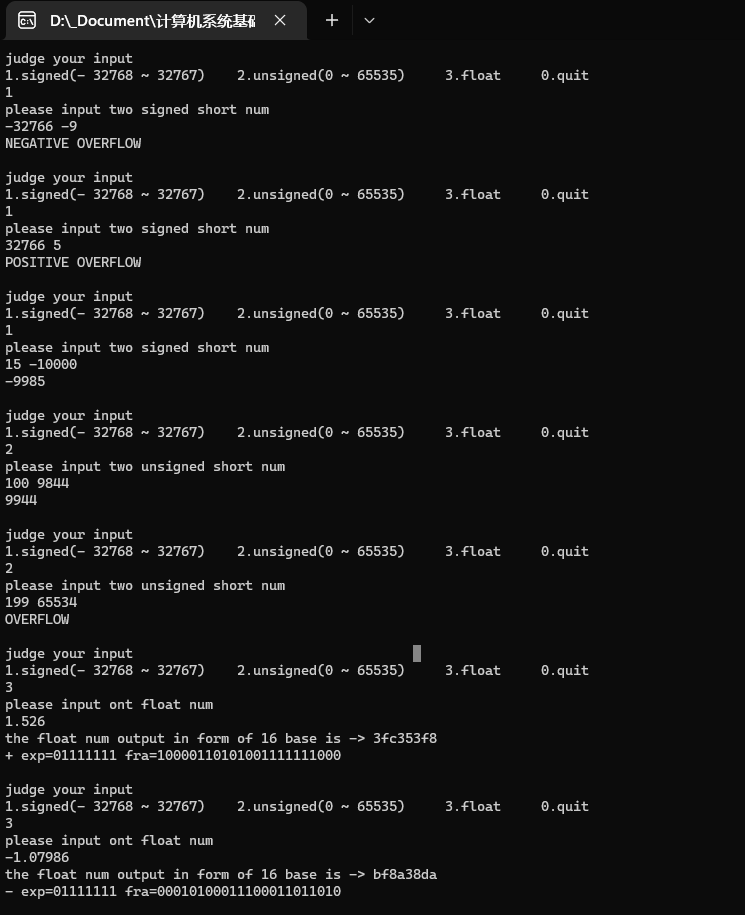 D:\_Document\计算机系统基础
judge your input
1.signed(- 32768 ~ 32767)    2.unsigned(0 ~ 65535)     3.float     0.quit
1
please input two signed short num
-32766 -9
NEGATIVE OVERFLOW
judge your input
1.signed(- 32768 ~ 32767)    2.unsigned(0 ~ 65535)     3.float     0.quit
1
please input two signed short num
32766 5
POSITIVE OVERFLOW
judge your input
1.signed(- 32768 ~ 32767)    2.unsigned(0 ~ 65535)     3.float     0.quit
1
please input two signed short num
15 -10000
-9985
judge your input
1.signed(- 32768 ~ 32767)    2.unsigned(0 ~ 65535)     3.float     0.quit
2
please input two unsigned short num
100 9844
9944
judge your input
1.signed(- 32768 ~ 32767)    2.unsigned(0 ~ 65535)     3.float     0.quit
2
please input two unsigned short num
199 65534
OVERFLOW
judge your input
1.signed(- 32768 ~ 32767)    2.unsigned(0 ~ 65535)     3.float     0.quit
3
please input ont float num
1.526
the float num output in form of 16 base is -> 3fc353f8
+ exp=01111111 fra=10000110101001111111000
judge your input
1.signed(- 32768 ~ 32767)    2.unsigned(0 ~ 65535)     3.float     0.quit
3
please input ont float num
-1.07986
the float num output in form of 16 base is -> bf8a38da
- exp=01111111 fra=00010100011100011011010